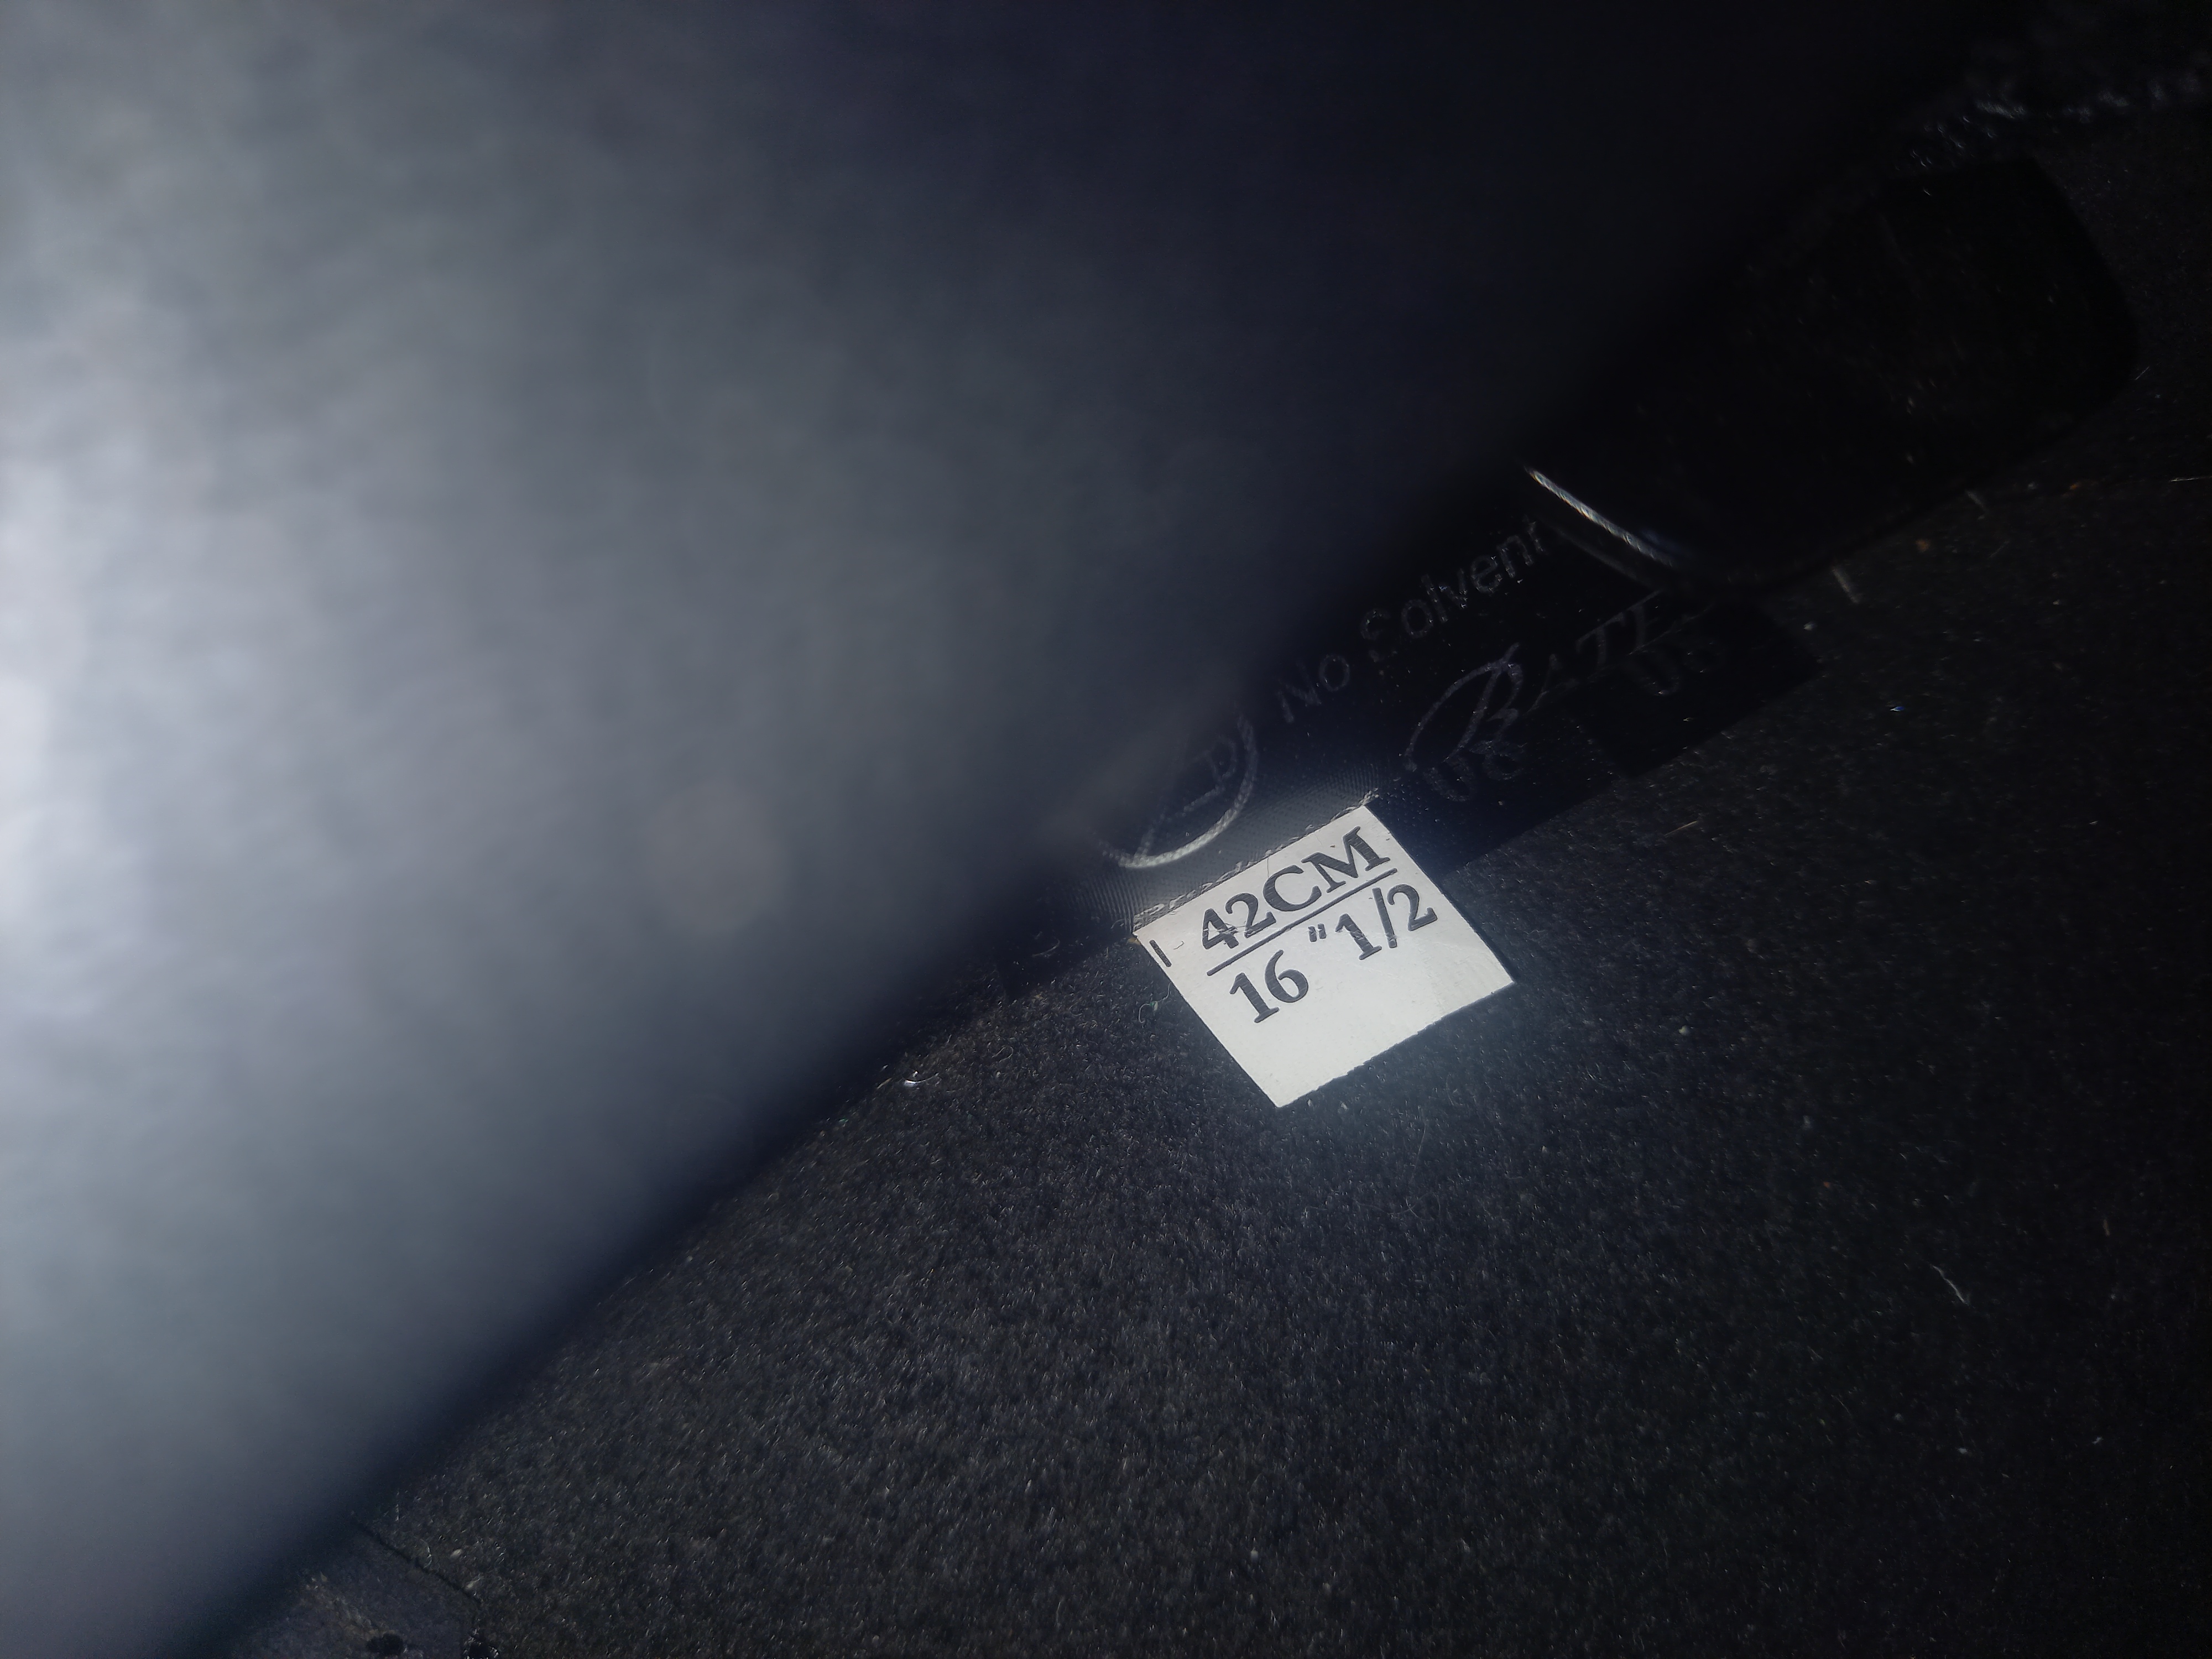 No Solvent
42CM
16 "1/2